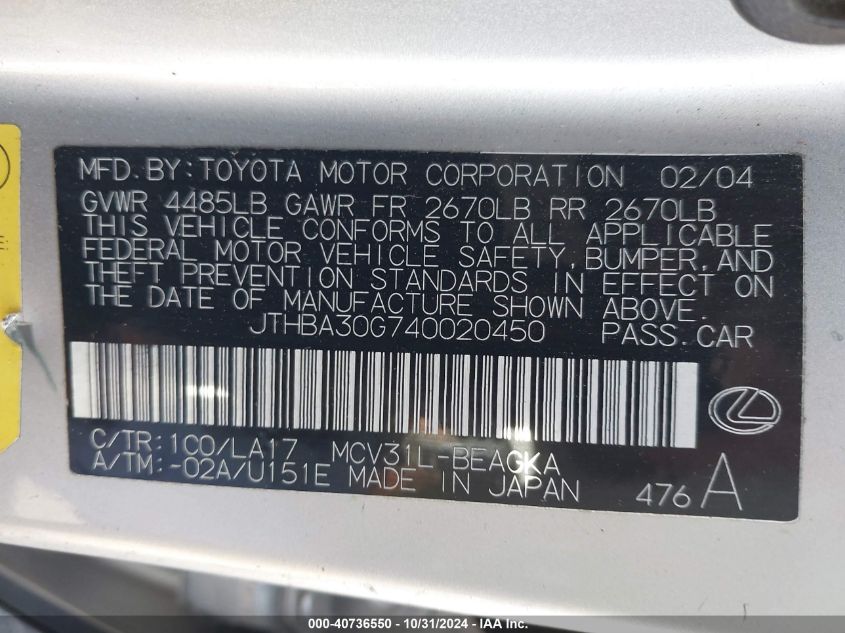 MFD.BY:TOYOTA MOTOR CORPORATION 02/04
GVWR 4485LB GAWR FR 2670LB RR 2670LB
THIS VEHICLE CONFORMS TO ALL APPLICABLE
FEDERAL MOTOR VEHICLE SAFETY,BUMPER,AND
THEFT PREVENTION STANDARDS IN EFFECT ON
THE DATE OF MANUFACTURE SHOWN ABOVE.
JTHBA30G740020450 PASS.CAR
C/TR:1C0/LA17 MCV31L-BEAGKA
A/TM:-02A/U151E MADE IN JAPAN 476 A
000-40736550 - 10/31/2024 - Copyright © 2024 IAA Inc.